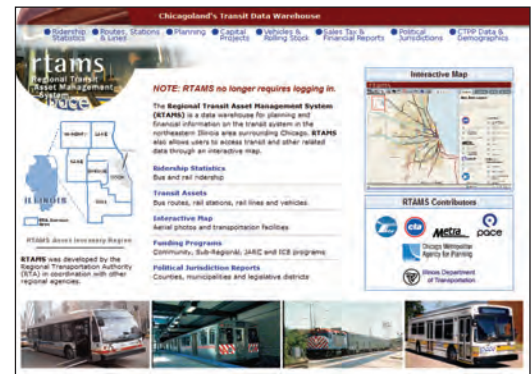 Chicagoland's Transit Data Warehouse
Ridership Statistics
Routes, Stations & Lines
Planning
Capital Projects
Vehicles & Rolling Stock
Sales Tax & Financial Reports
Political Jurisdictions
CTPP Data & Demographics
rtams
Regional Transit
Asset Management
System
pace
NOTE: RTAMS no longer requires logging in.
The Regional Transit Asset Management System
(RTAMS) is a data warehouse for planning and
financial information on the transit system in the
northeastern Illinois area surrounding Chicago. RTAMS
also allows users to access transit and other related
data through an interactive map.
Ridership Statistics
Bus and rail ridership
Transit Assets
Bus routes, rail stations, rail lines and vehicles.
Interactive Map
Aerial photos and transportation facilities
Funding Programs
Community, Sub-Regional, JARC and ICE programs
Political Jurisdiction Reports
Counties, municipalities and legislative districts
MCHENRY
LAKE
KANE
DUPAGE
COOK
WILL
ILLINOIS
RTAMS Asset Inventory Region
RTAMS was developed by the
Regional Transportation Authority
(RTA) in coordination with other
regional agencies.
Interactive Map
RTAMS Contributors
cta
Metra
pace
Chicago Metropolitan
Agency for Planning
Illinois Department
of Transportation